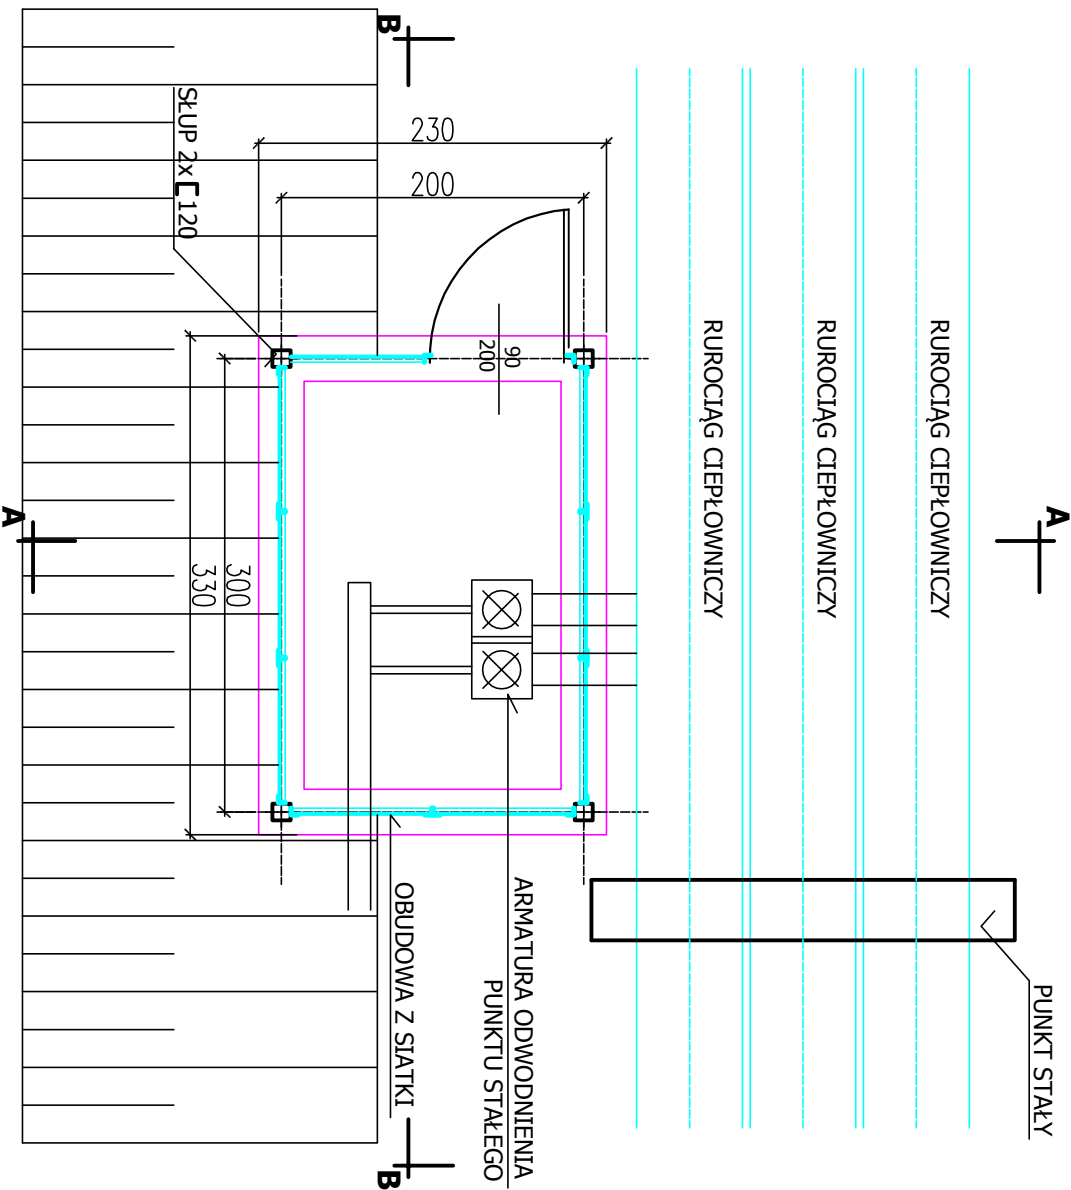 A
A
B
B
RUROCIĄG CIEPŁOWNICZY
RUROCIĄG CIEPŁOWNICZY
RUROCIĄG CIEPŁOWNICZY
PUNKT STAŁY
ARMATURA ODWODNIENIA
PUNKTU STAŁEGO
OBUDOWA Z SIATKI
SŁUP 2x [ 120
230
200
90
200
300
330